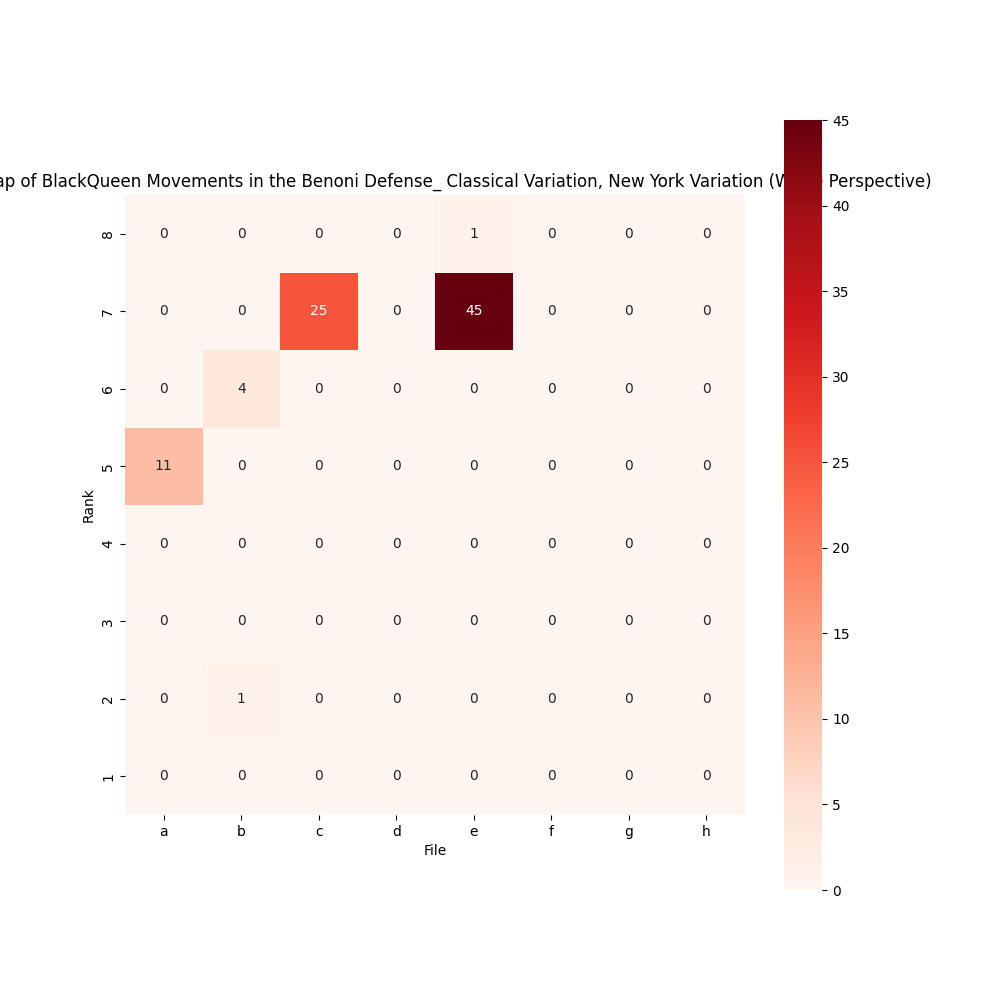 ap of BlackQueen Movements in the Benoni Defense_ Classical Variation, New York Variation (W Perspective)
45
40
35
30
25
20
15
10
5
0
8 0 0 0 0 1 0 0 0
7 0 0 25 0 45 0 0 0
6 0 4 0 0 0 0 0 0
5 11 0 0 0 0 0 0 0
4 0 0 0 0 0 0 0 0
3 0 0 0 0 0 0 0 0
2 0 1 0 0 0 0 0 0
1 0 0 0 0 0 0 0 0
Rank
a b c d e f g h
File